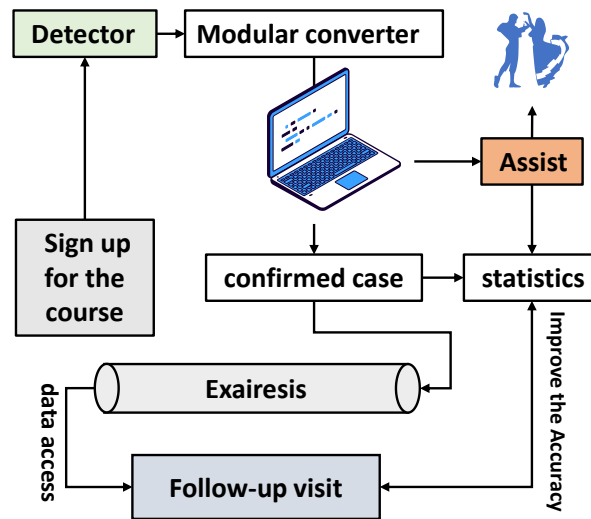 Detector
Modular converter
Assist
Sign up
for the
course
confirmed case
statistics
Improve the Accuracy
Exairesis
data access
Follow-up visit